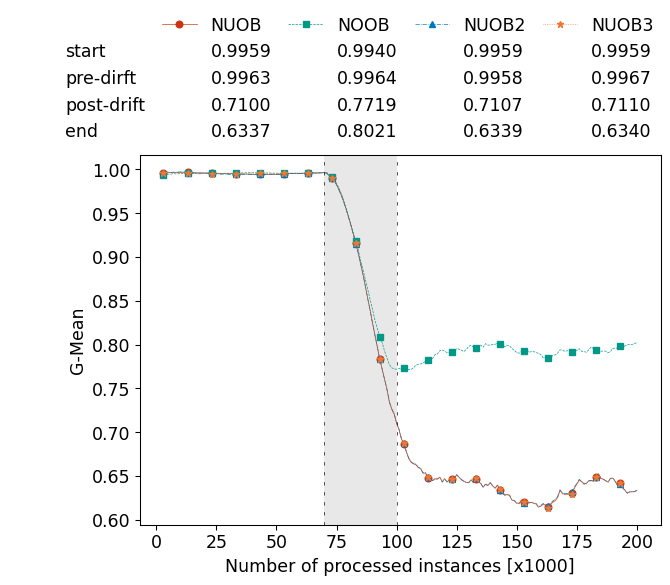 NUOB NOOB NUOB2 NUOB3
start 0.9959 0.9940 0.9959 0.9959
pre-dirft 0.9963 0.9964 0.9958 0.9967
post-drift 0.7100 0.7719 0.7107 0.7110
end 0.6337 0.8021 0.6339 0.6340
1.00
0.95
0.90
0.85
0.80
0.75
0.70
0.65
0.60
G-Mean
0 25 50 75 100 125 150 175 200
Number of processed instances [x1000]